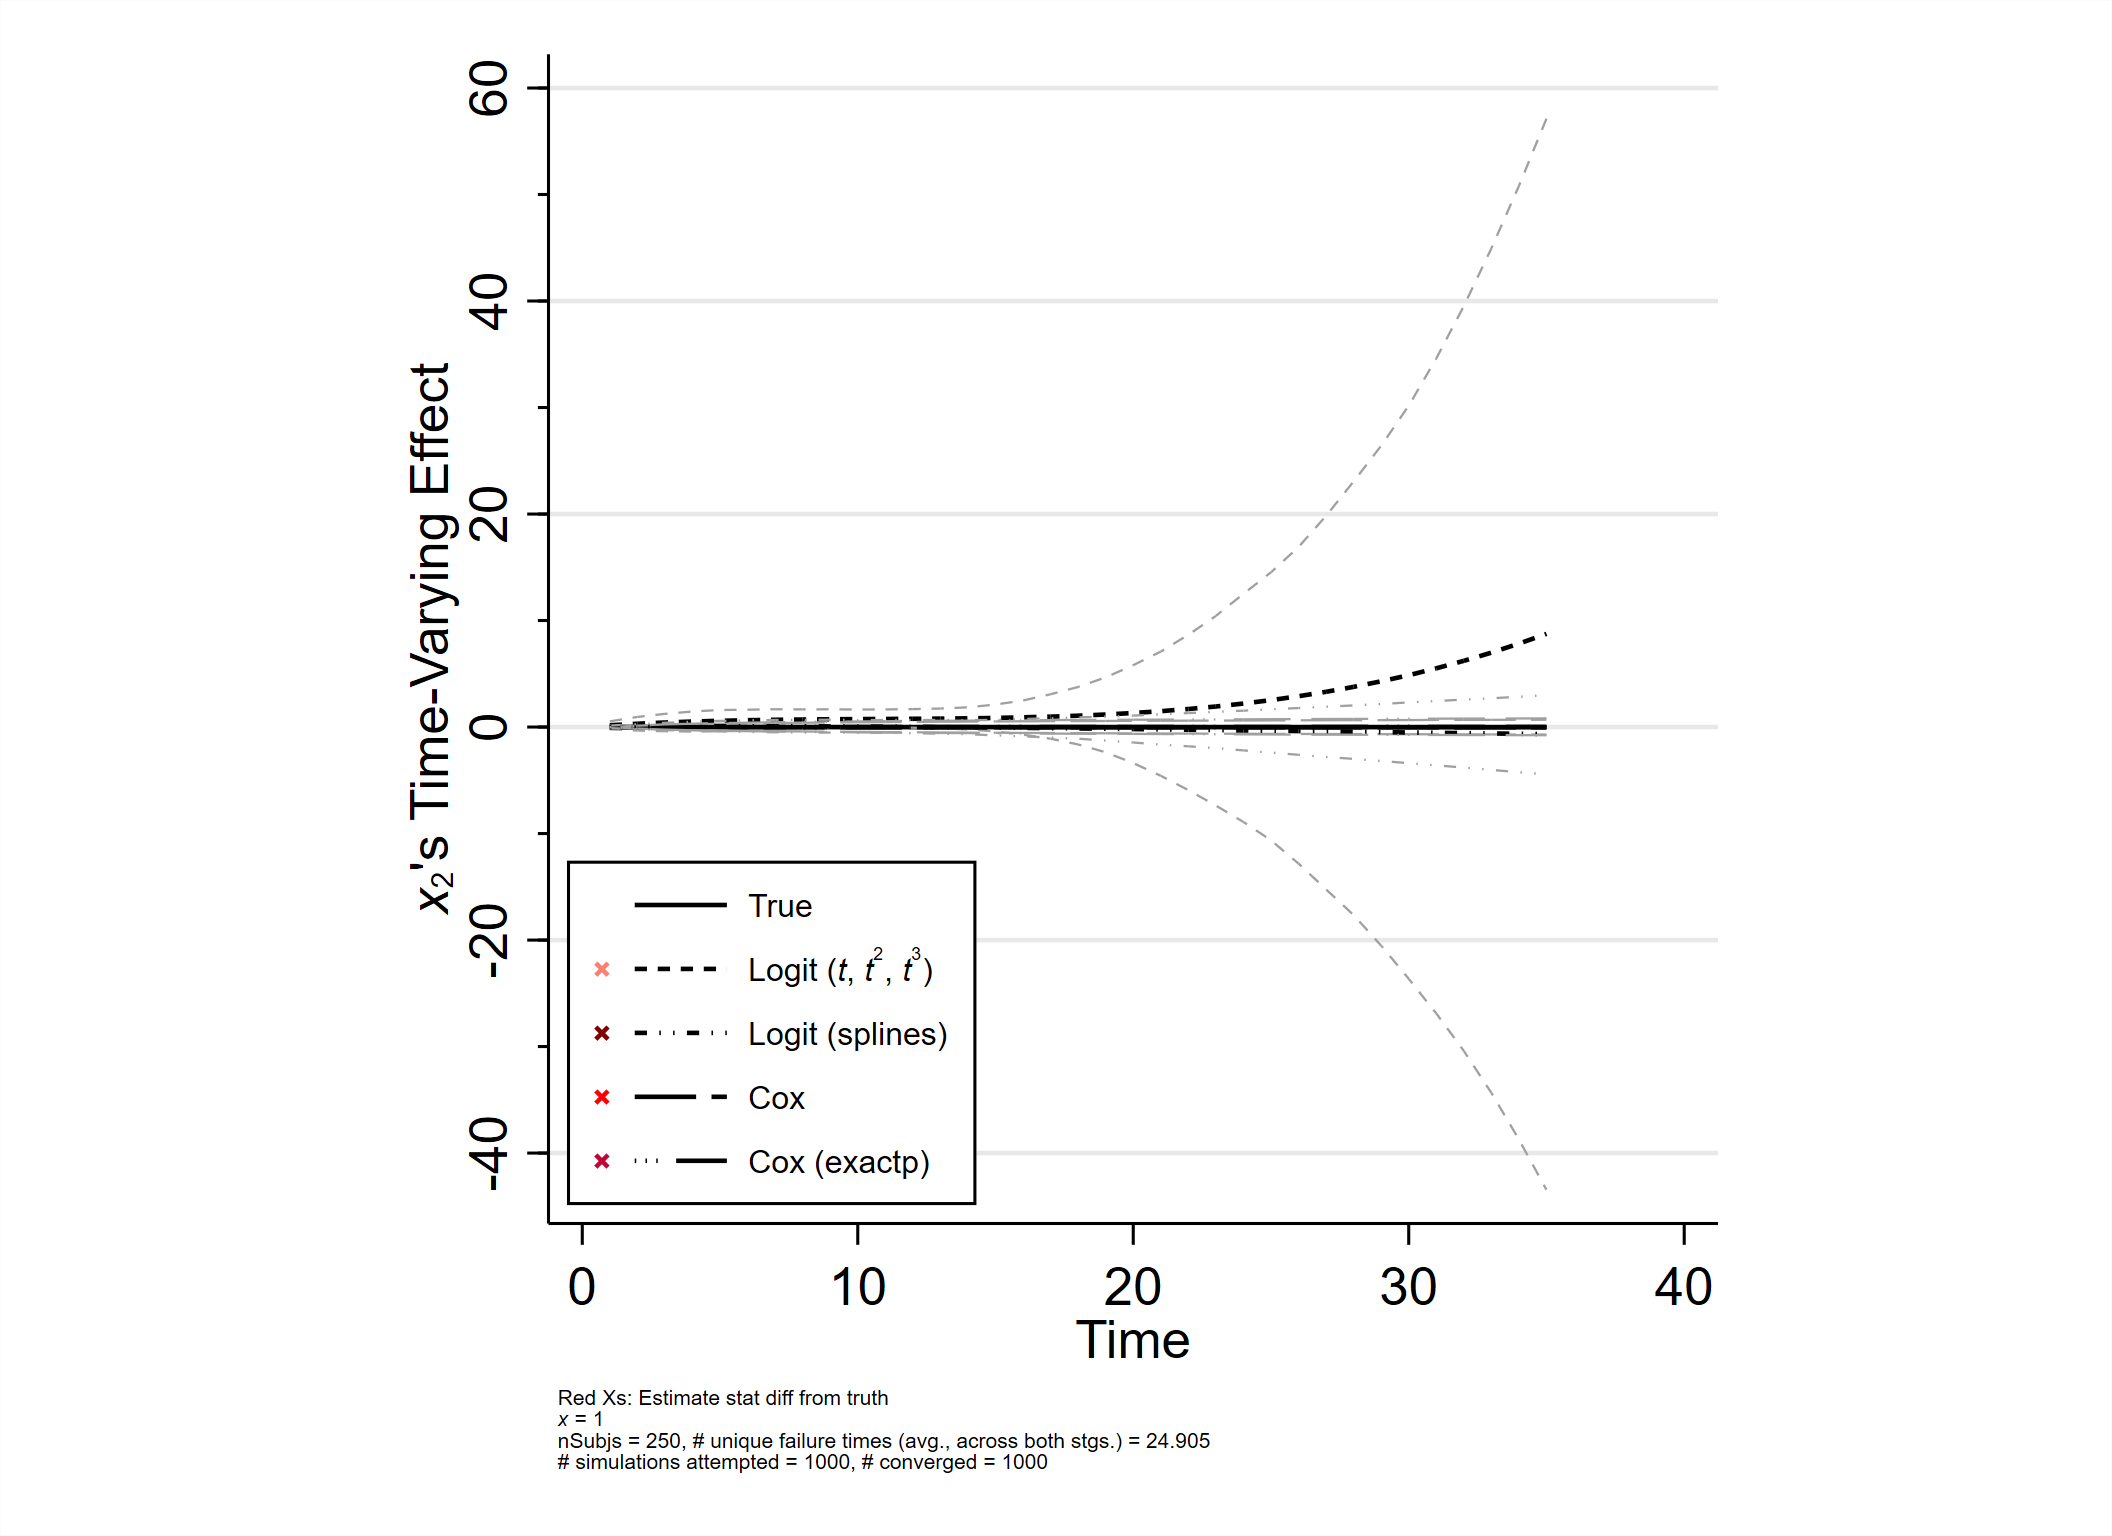 60
40
20
0
-20
-40
x₂'s Time-Varying Effect
True
Logit (t, t², t³)
Logit (splines)
Cox
Cox (exactp)
0 10 20 30 40
Time
Red Xs: Estimate stat diff from truth
x = 1
nSubjs = 250, # unique failure times (avg., across both stgs.) = 24.905
# simulations attempted = 1000, # converged = 1000